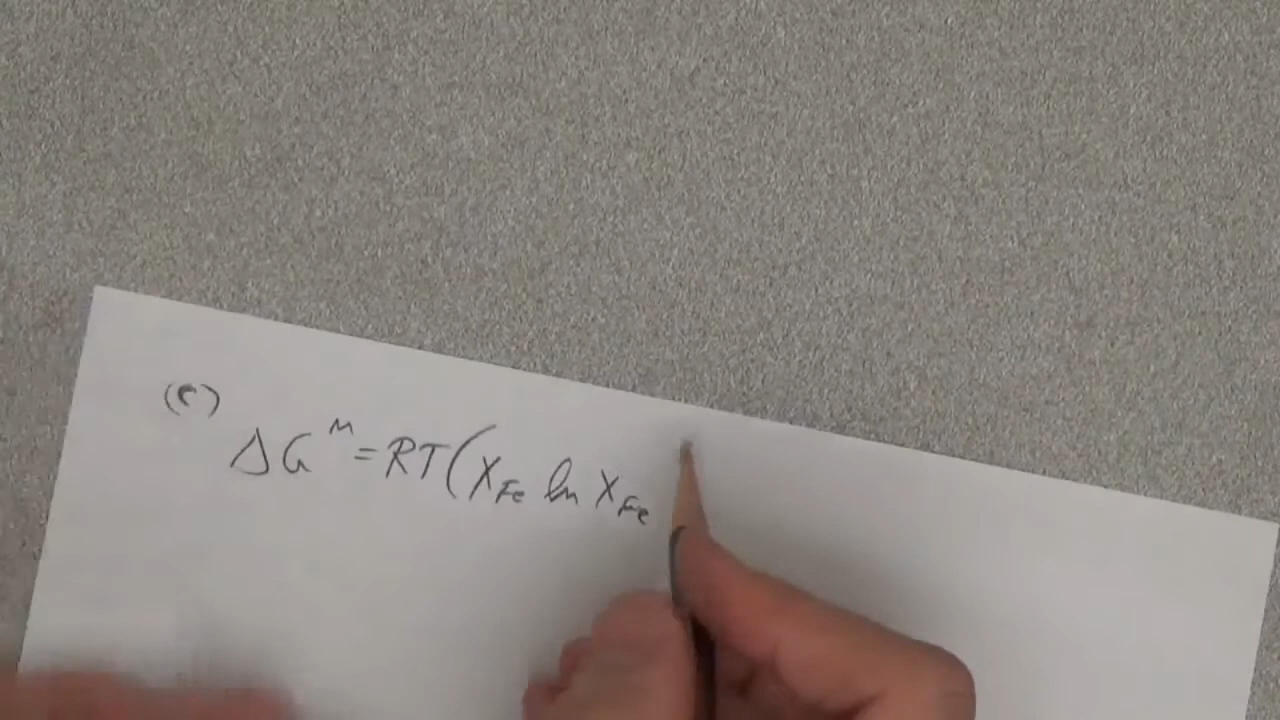 (c)
ΔG^M = RT(X_Fe ln X_Fe